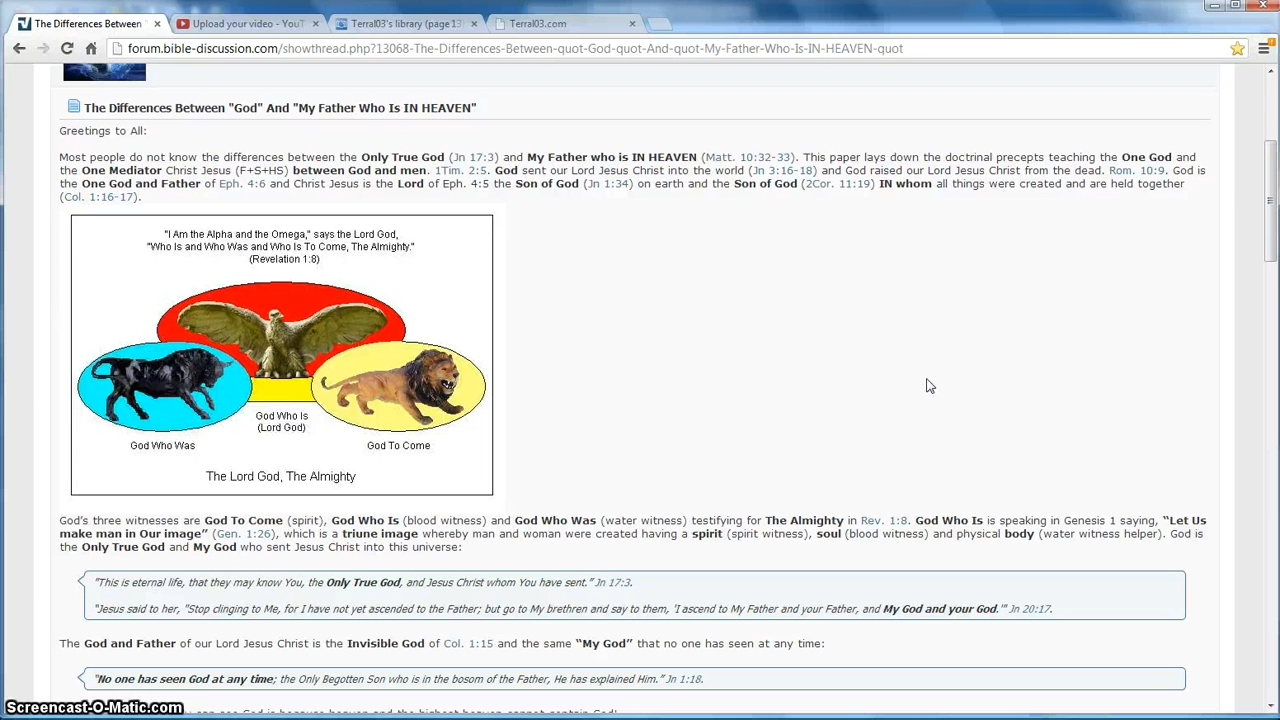 The Differences Between "
Upload your video - YouT
Terral03's library (page 13
Terral03.com
forum.bible-discussion.com/showthread.php?13068-The-Differences-Between-quot-God-quot-And-quot-My-Father-Who-Is-IN-HEAVEN-quot
The Differences Between "God" And "My Father Who Is IN HEAVEN"
Greetings to All:
Most people do not know the differences between the Only True God (Jn 17:3) and My Father who is IN HEAVEN (Matt. 10:32-33). This paper lays down the doctrinal precepts teaching the One God and
the One Mediator Christ Jesus (F+S+HS) between God and men. 1Tim. 2:5. God sent our Lord Jesus Christ into the world (Jn 3:16-18) and God raised our Lord Jesus Christ from the dead. Rom. 10:9. God is
the One God and Father of Eph. 4:6 and Christ Jesus is the Lord of Eph. 4:5 the Son of God (Jn 1:34) on earth and the Son of God (2Cor. 11:19) IN whom all things were created and are held together
(Col. 1:16-17).
"I Am the Alpha and the Omega," says the Lord God,
"Who Is and Who Was and Who Is To Come, The Almighty."
(Revelation 1:8)
God Who Is
(Lord God)
God Who Was
God To Come
The Lord God, The Almighty
God's three witnesses are God To Come (spirit), God Who Is (blood witness) and God Who Was (water witness) testifying for The Almighty in Rev. 1:8. God Who Is is speaking in Genesis 1 saying, “Let Us
make man in Our image” (Gen. 1:26), which is a triune image whereby man and woman were created having a spirit (spirit witness), soul (blood witness) and physical body (water witness helper). God is
the Only True God and My God who sent Jesus Christ into this universe:
"This is eternal life, that they may know You, the Only True God, and Jesus Christ whom You have sent." Jn 17:3.
"Jesus said to her, "Stop clinging to Me, for I have not yet ascended to the Father; but go to My brethren and say to them, 'I ascend to My Father and your Father, and My God and your God.'" Jn 20:17.
The God and Father of our Lord Jesus Christ is the Invisible God of Col. 1:15 and the same “My God” that no one has seen at any time:
"No one has seen God at any time; the Only Begotten Son who is in the bosom of the Father, He has explained Him." Jn 1:18.
Screencast-O-Matic.com